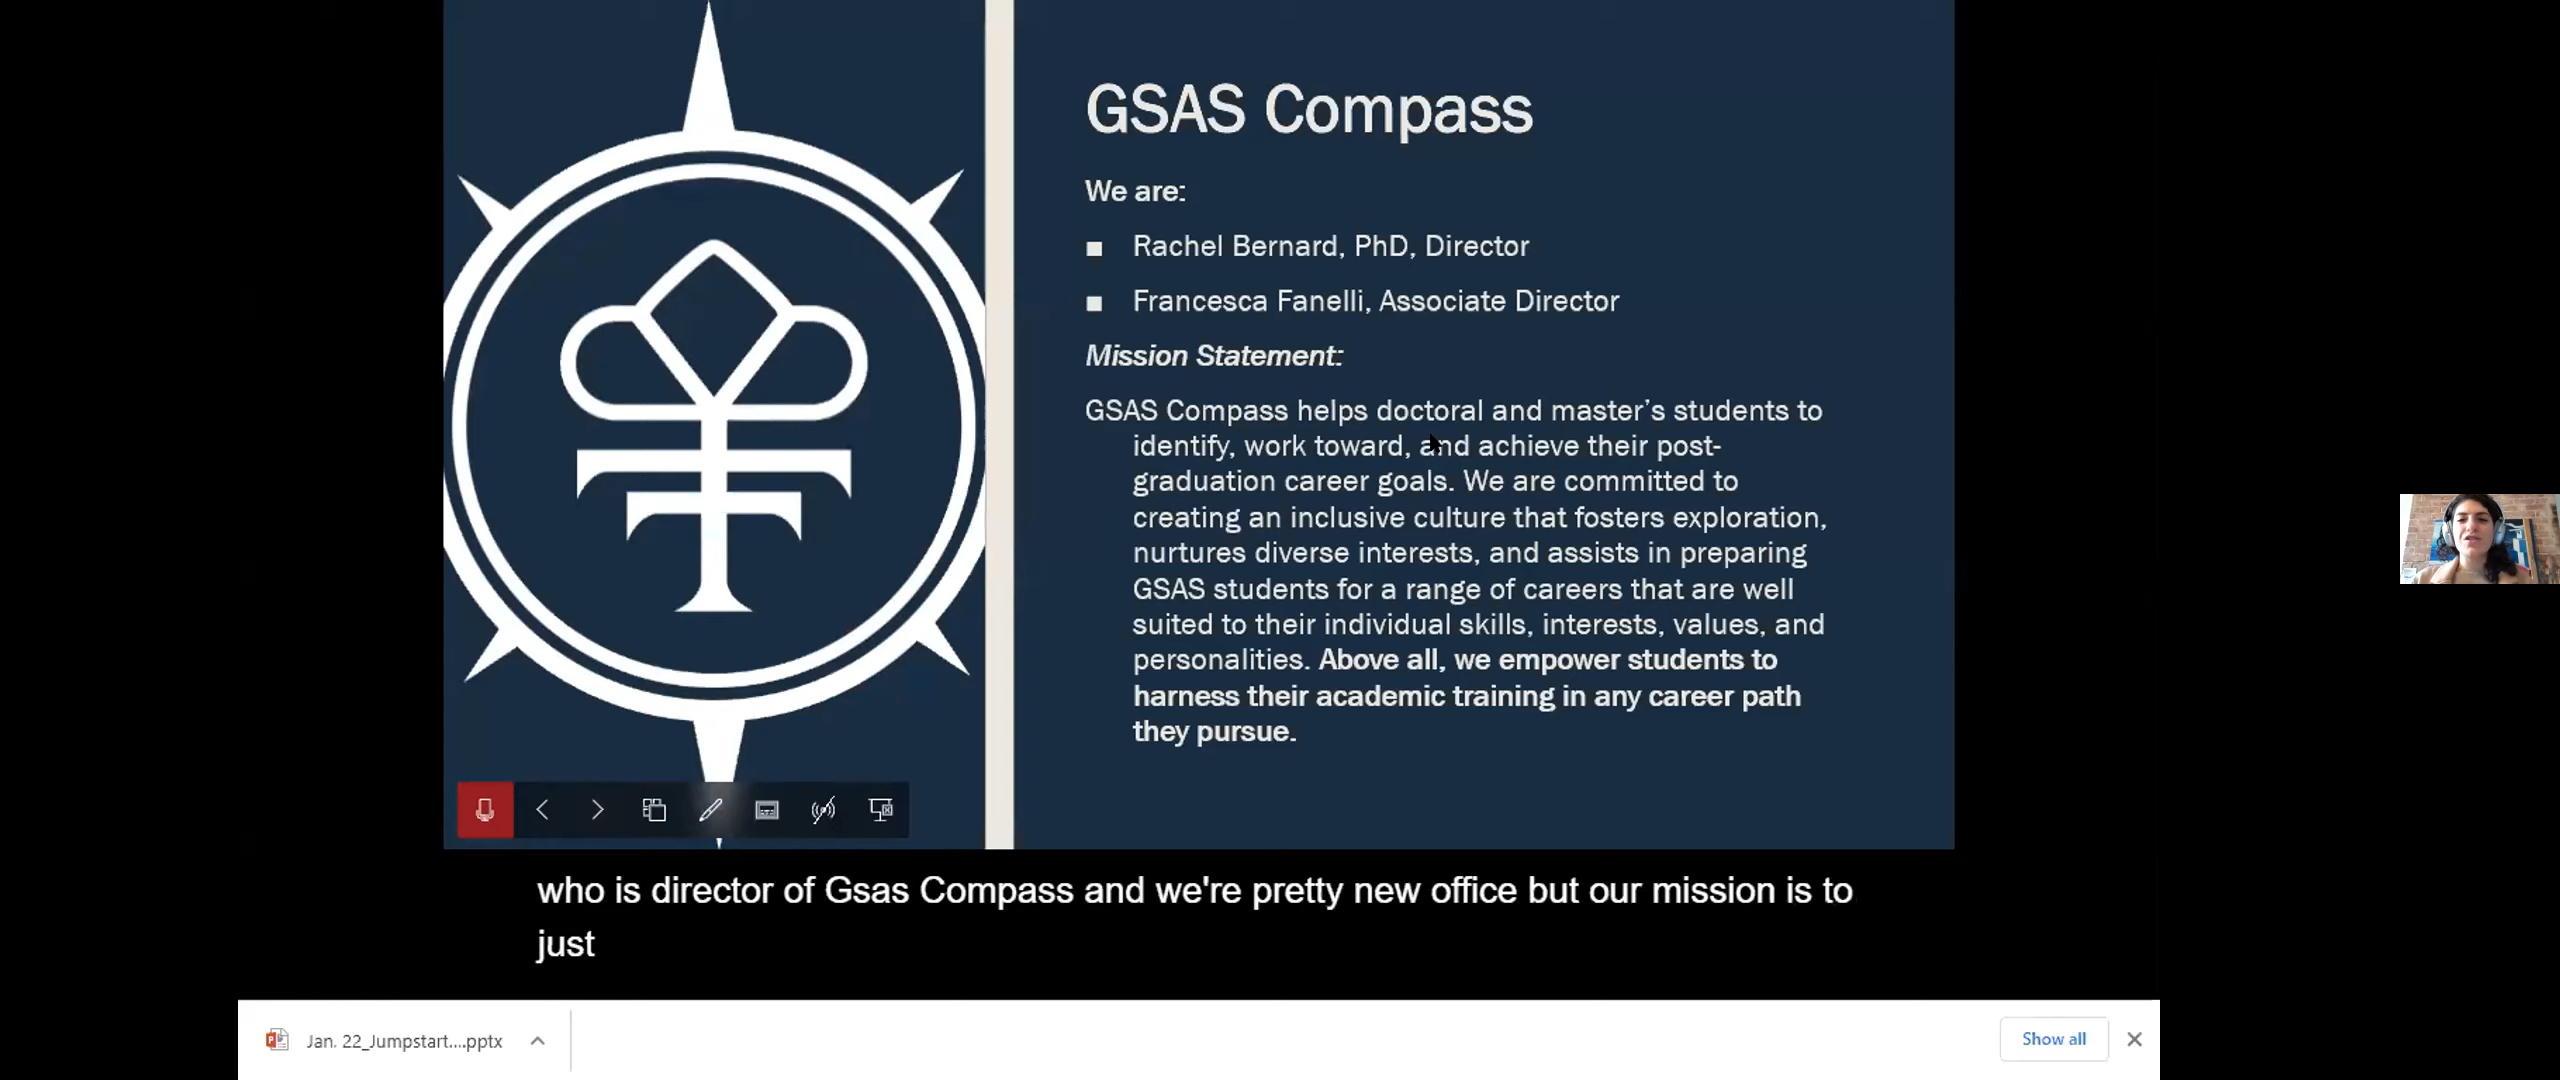 GSAS Compass
We are:
Rachel Bernard, PhD, Director
Francesca Fanelli, Associate Director
Mission Statement:
GSAS Compass helps doctoral and master’s students to
identify, work toward, and achieve their post-
graduation career goals. We are committed to
creating an inclusive culture that fosters exploration,
nurtures diverse interests, and assists in preparing
GSAS students for a range of careers that are well
suited to their individual skills, interests, values, and
personalities. Above all, we empower students to
harness their academic training in any career path
they pursue.
who is director of Gsas Compass and we're pretty new office but our mission is to
just
Jan. 22_Jumpstart....pptx
Show all